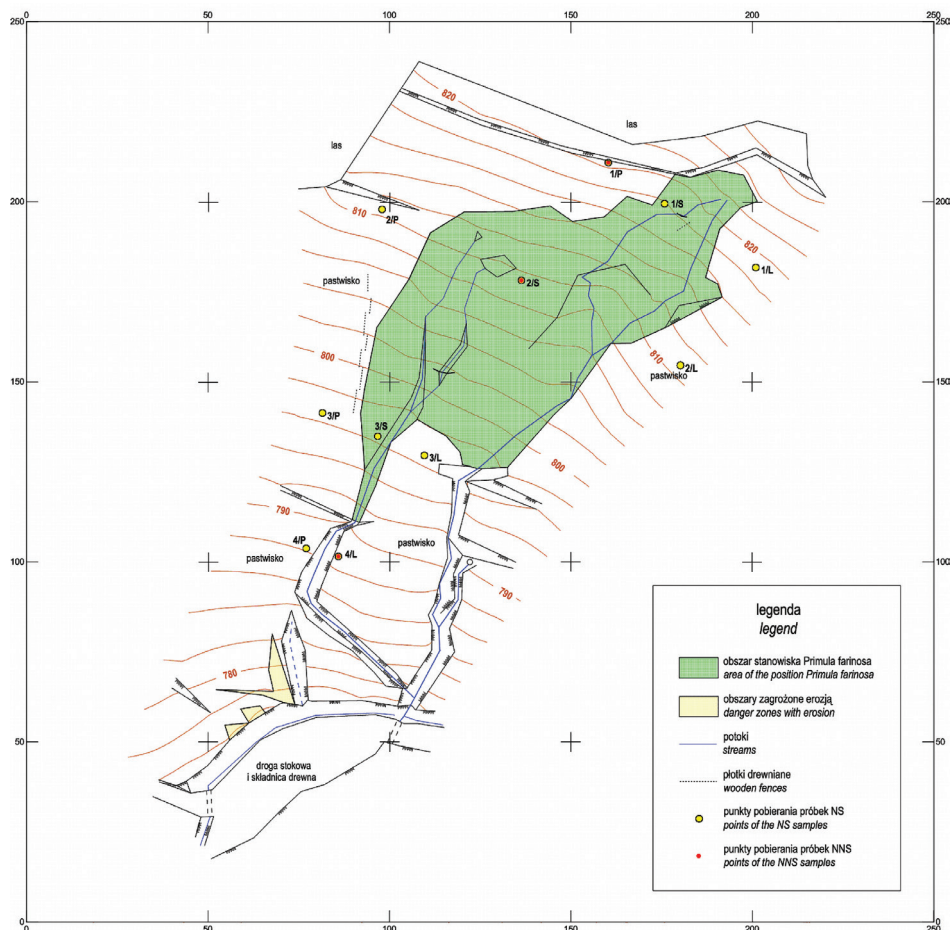 0
50
100
150
200
250
250
250
820
las
las
1/P
200
2/P
810
1/S
200
820
1/L
pastwisko
2/S
800
810
2/L
pastwisko
150
150
3/P
3/S
3/L
800
790
4/P
pastwisko
4/L
pastwisko
100
100
790
780
50
50
droga stokowa
i składnica drewna
legenda
legend
obszar stanowiska Primula farinosa
area of the position Primula farinosa
obszary zagrożone erozją
danger zones with erosion
potoki
streams
płotki drewniane
wooden fences
punkty pobierania próbek NS
points of the NS samples
punkty pobierania próbek NNS
points of the NNS samples
0
0
50
100
150
200
250